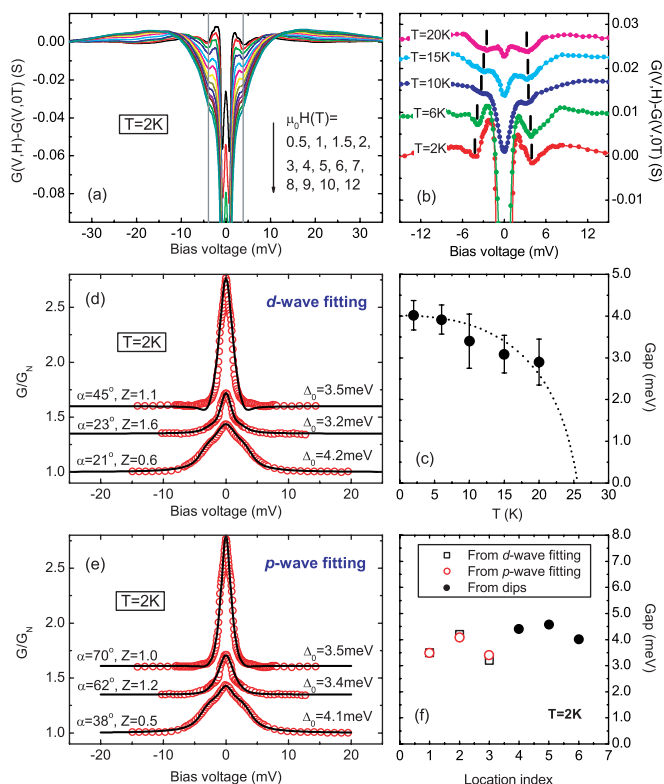 0.00
-0.02
-0.04
-0.06
-0.08
G(V,H)-G(V,0T) (S)
T=2K
μ0H(T)=
0.5, 1, 1.5, 2,
3, 4, 5, 6, 7,
8, 9, 10, 12
(a)
-30 -20 -10 0 10 20 30
Bias voltage (mV)
(b)
T=20K
T=15K
T=10K
T=6K
T=2K
0.03
0.02
0.01
0.00
-0.01
G(V,H)-G(V,0T) (S)
-12 -6 0 6 12
Bias voltage (mV)
(d)
d-wave fitting
T=2K
2.5
2.0
1.5
1.0
G/GN
α=45°, Z=1.1
Δ0=3.5meV
α=23°, Z=1.6
Δ0=3.2meV
α=21°, Z=0.6
Δ0=4.2meV
-20 -10 0 10 20
Bias voltage (mV)
5.0
4.0
3.0
2.0
1.0
0.0
Gap (meV)
(c)
0 5 10 15 20 25 30
T (K)
(e)
p-wave fitting
T=2K
2.5
2.0
1.5
1.0
G/GN
α=70°, Z=1.0
Δ0=3.5meV
α=62°, Z=1.2
Δ0=3.4meV
α=38°, Z=0.5
Δ0=4.1meV
-20 -10 0 10 20
Bias voltage (mV)
From d-wave fitting
From p-wave fitting
From dips
8.0
7.0
6.0
5.0
4.0
3.0
2.0
1.0
0.0
Gap (meV)
(f)
T=2K
0 1 2 3 4 5 6 7
Location index